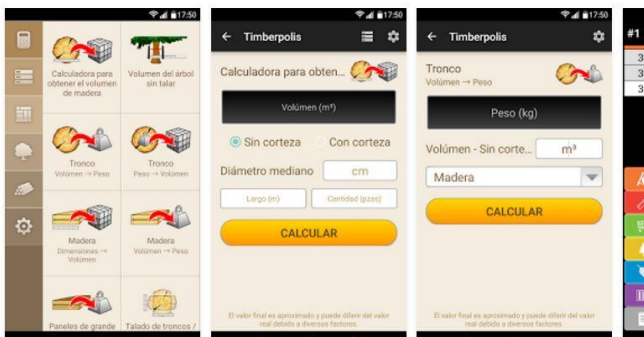 17:50
Calculadora para
obtener el volumen
de madera
Volumen del árbol
sin talar
Tronco
Volúmen → Peso
Tronco
Peso → Volúmen
Madera
Dimensiones →
Volúmen
Madera
Volúmen → Peso
Paneles de grande
Talado de troncos /
17:50
← Timberpolis
Calculadora para obten...
Volúmen (m³)
Sin corteza
Con corteza
Diámetro mediano
cm
Largo (m)
Cantidad (pzas)
CALCULAR
El valor final es aproximado y puede diferir del valor
real debido a diversos factores.
17:50
← Timberpolis
Tronco
Volúmen → Peso
Peso (kg)
Volúmen - Sin corte...
m³
Madera
CALCULAR
El valor final es aproximado y puede diferir del valor
real debido a diversos factores.
#1
3
3
3